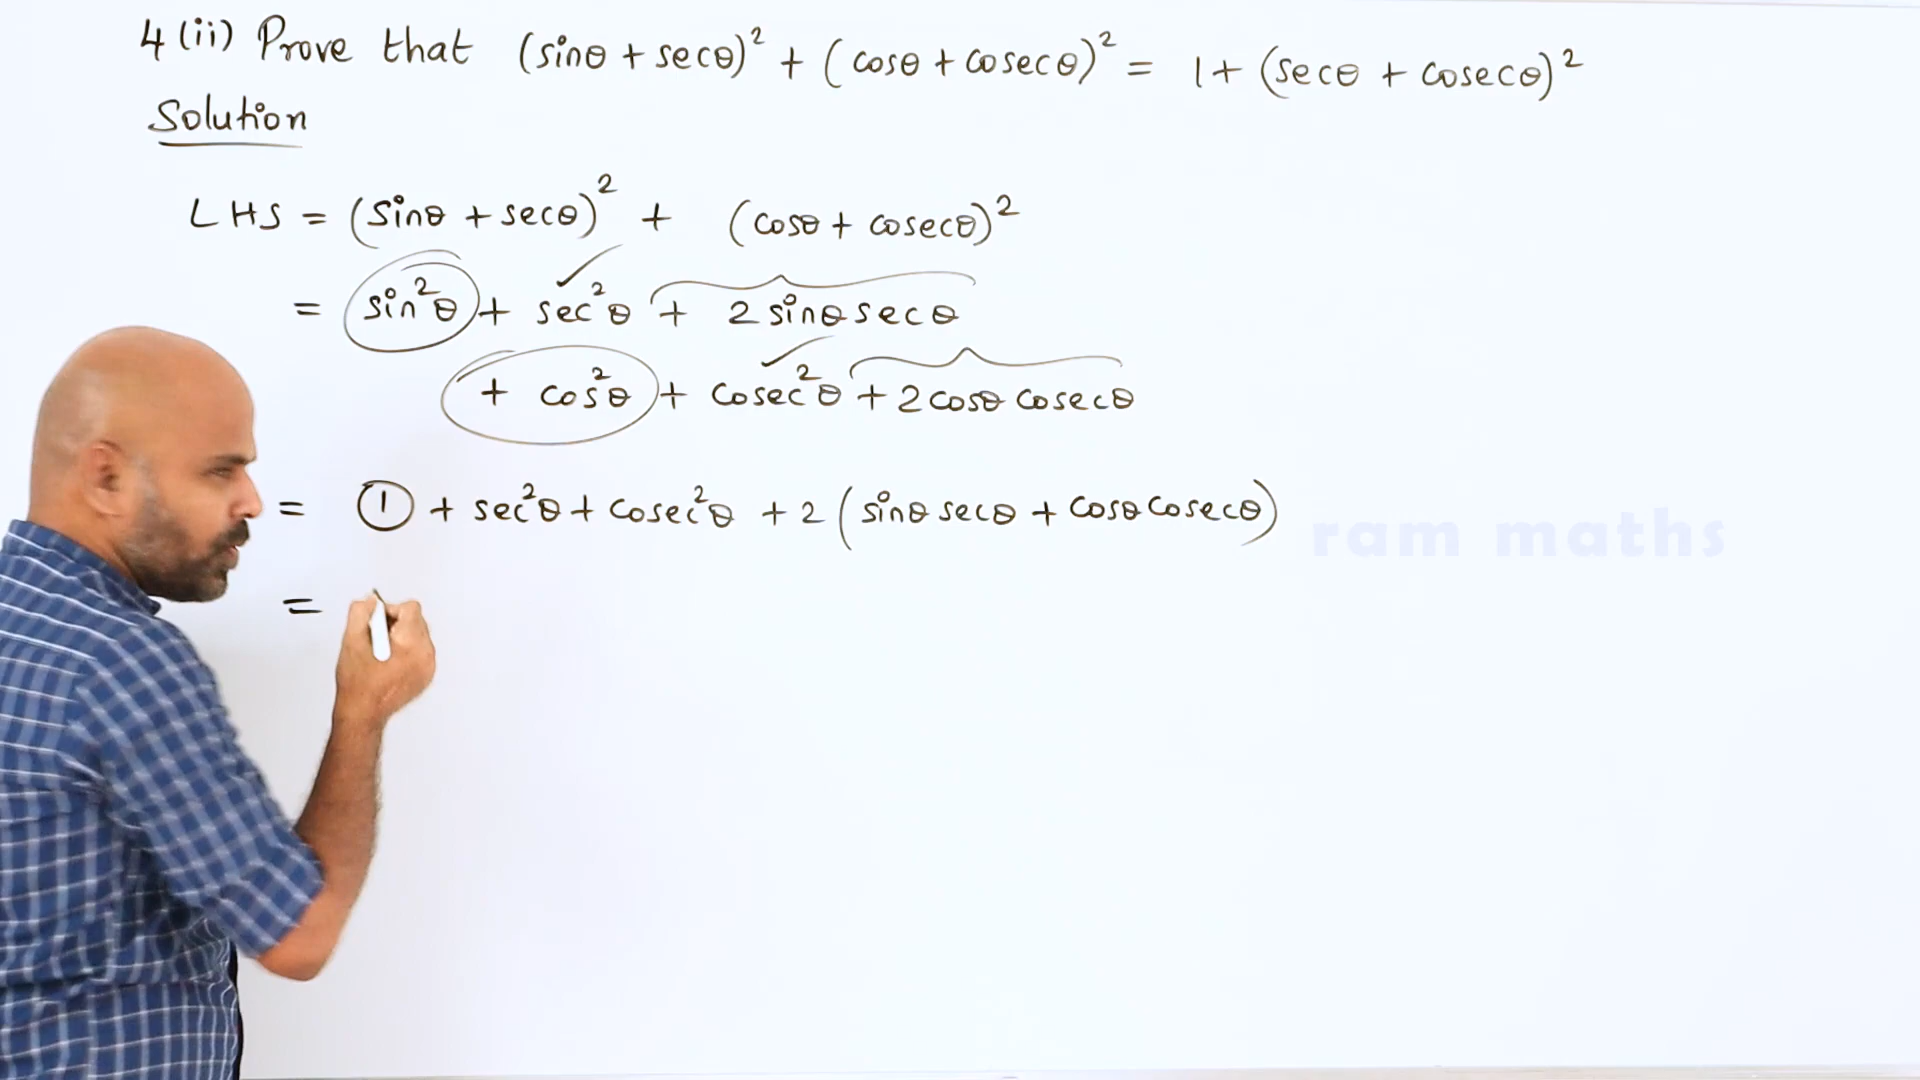 4 (ii) Prove that (sinθ + secθ)² + (cosθ + cosecθ)² = 1 + (secθ + cosecθ)²
Solution
LHS = (sinθ + secθ)² + (cosθ + cosecθ)²
= sin²θ + sec²θ + 2 sinθ secθ
+ cos²θ + cosec²θ + 2 cosθ cosecθ
= 1 + sec²θ + cosec²θ + 2 (sinθ secθ + cosθ cosecθ)
ram maths
=